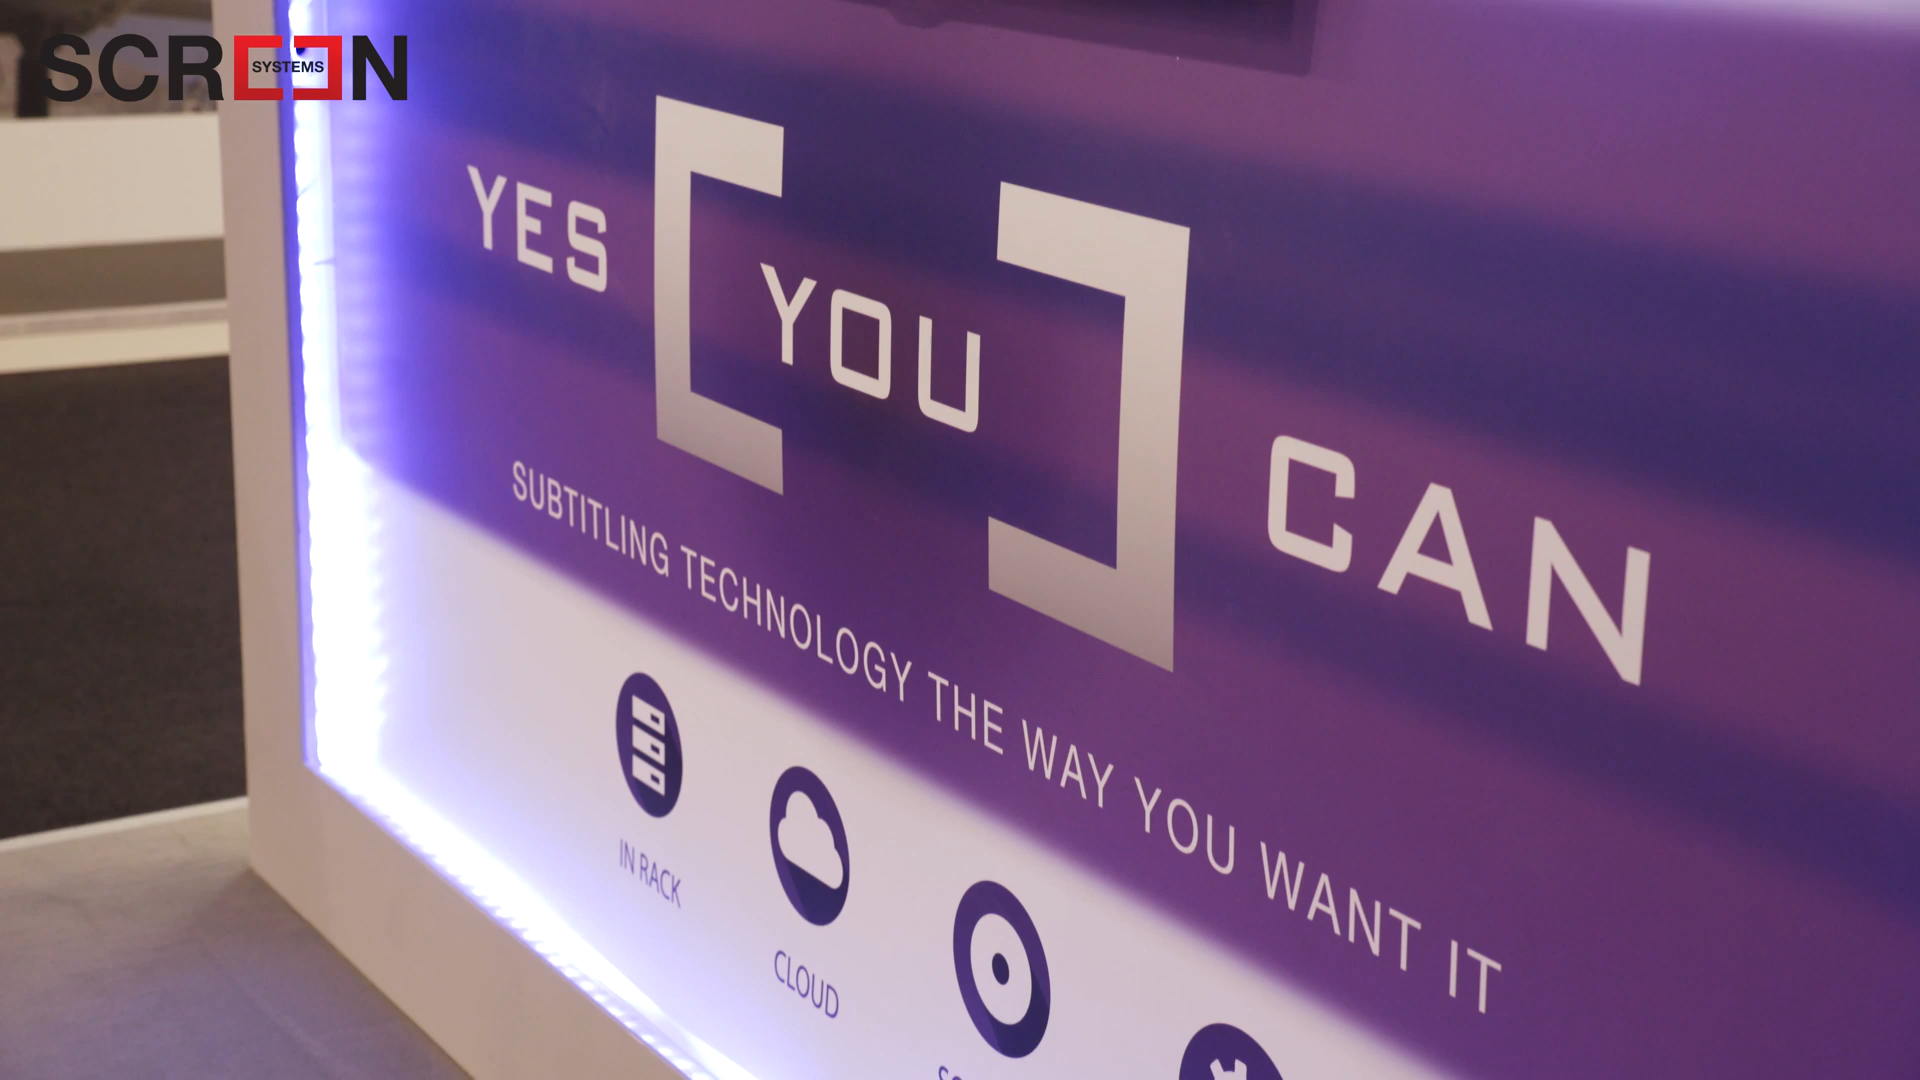 SCREEN
SYSTEMS
YES [YOU] CAN
SUBTITLING TECHNOLOGY THE WAY YOU WANT IT
IN RACK
CLOUD